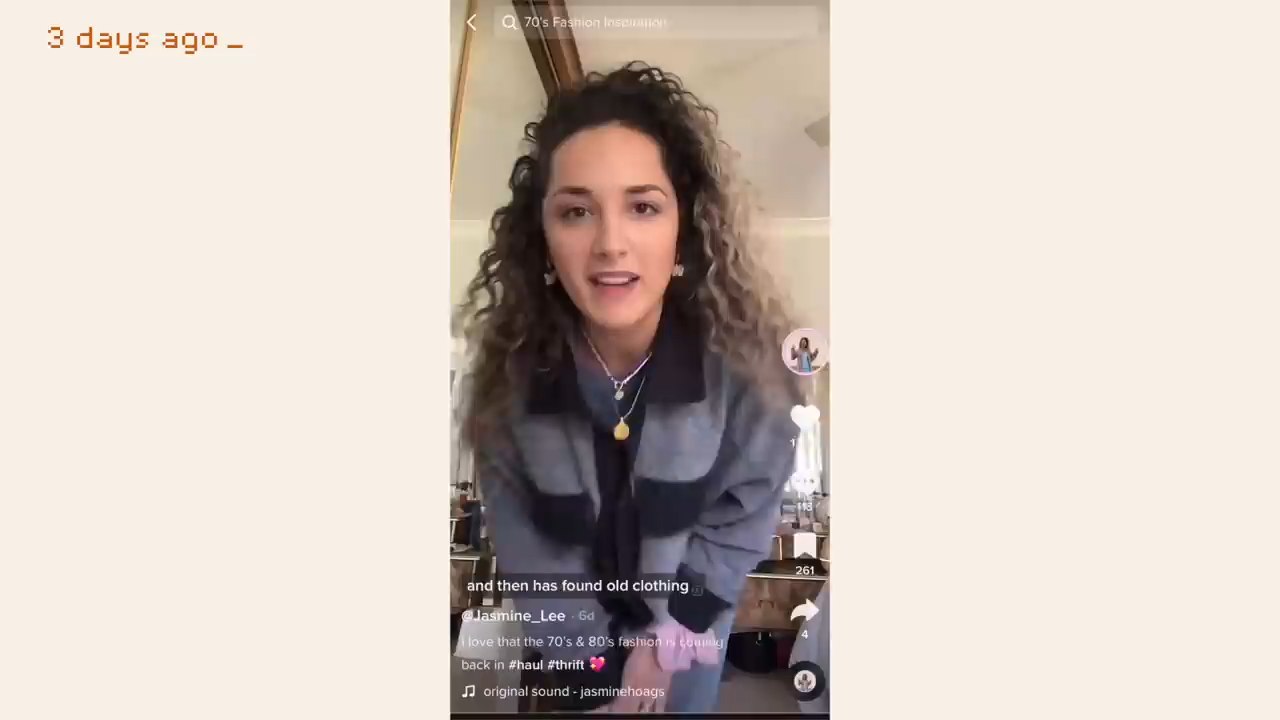 3 days ago _
70's Fashion Inspiration
and then has found old clothing
@Jasmine_Lee · 6d
i love that the 70's & 80's fashion is coming
back in #haul #thrift 💖
original sound - jasminehoags
113
261
4